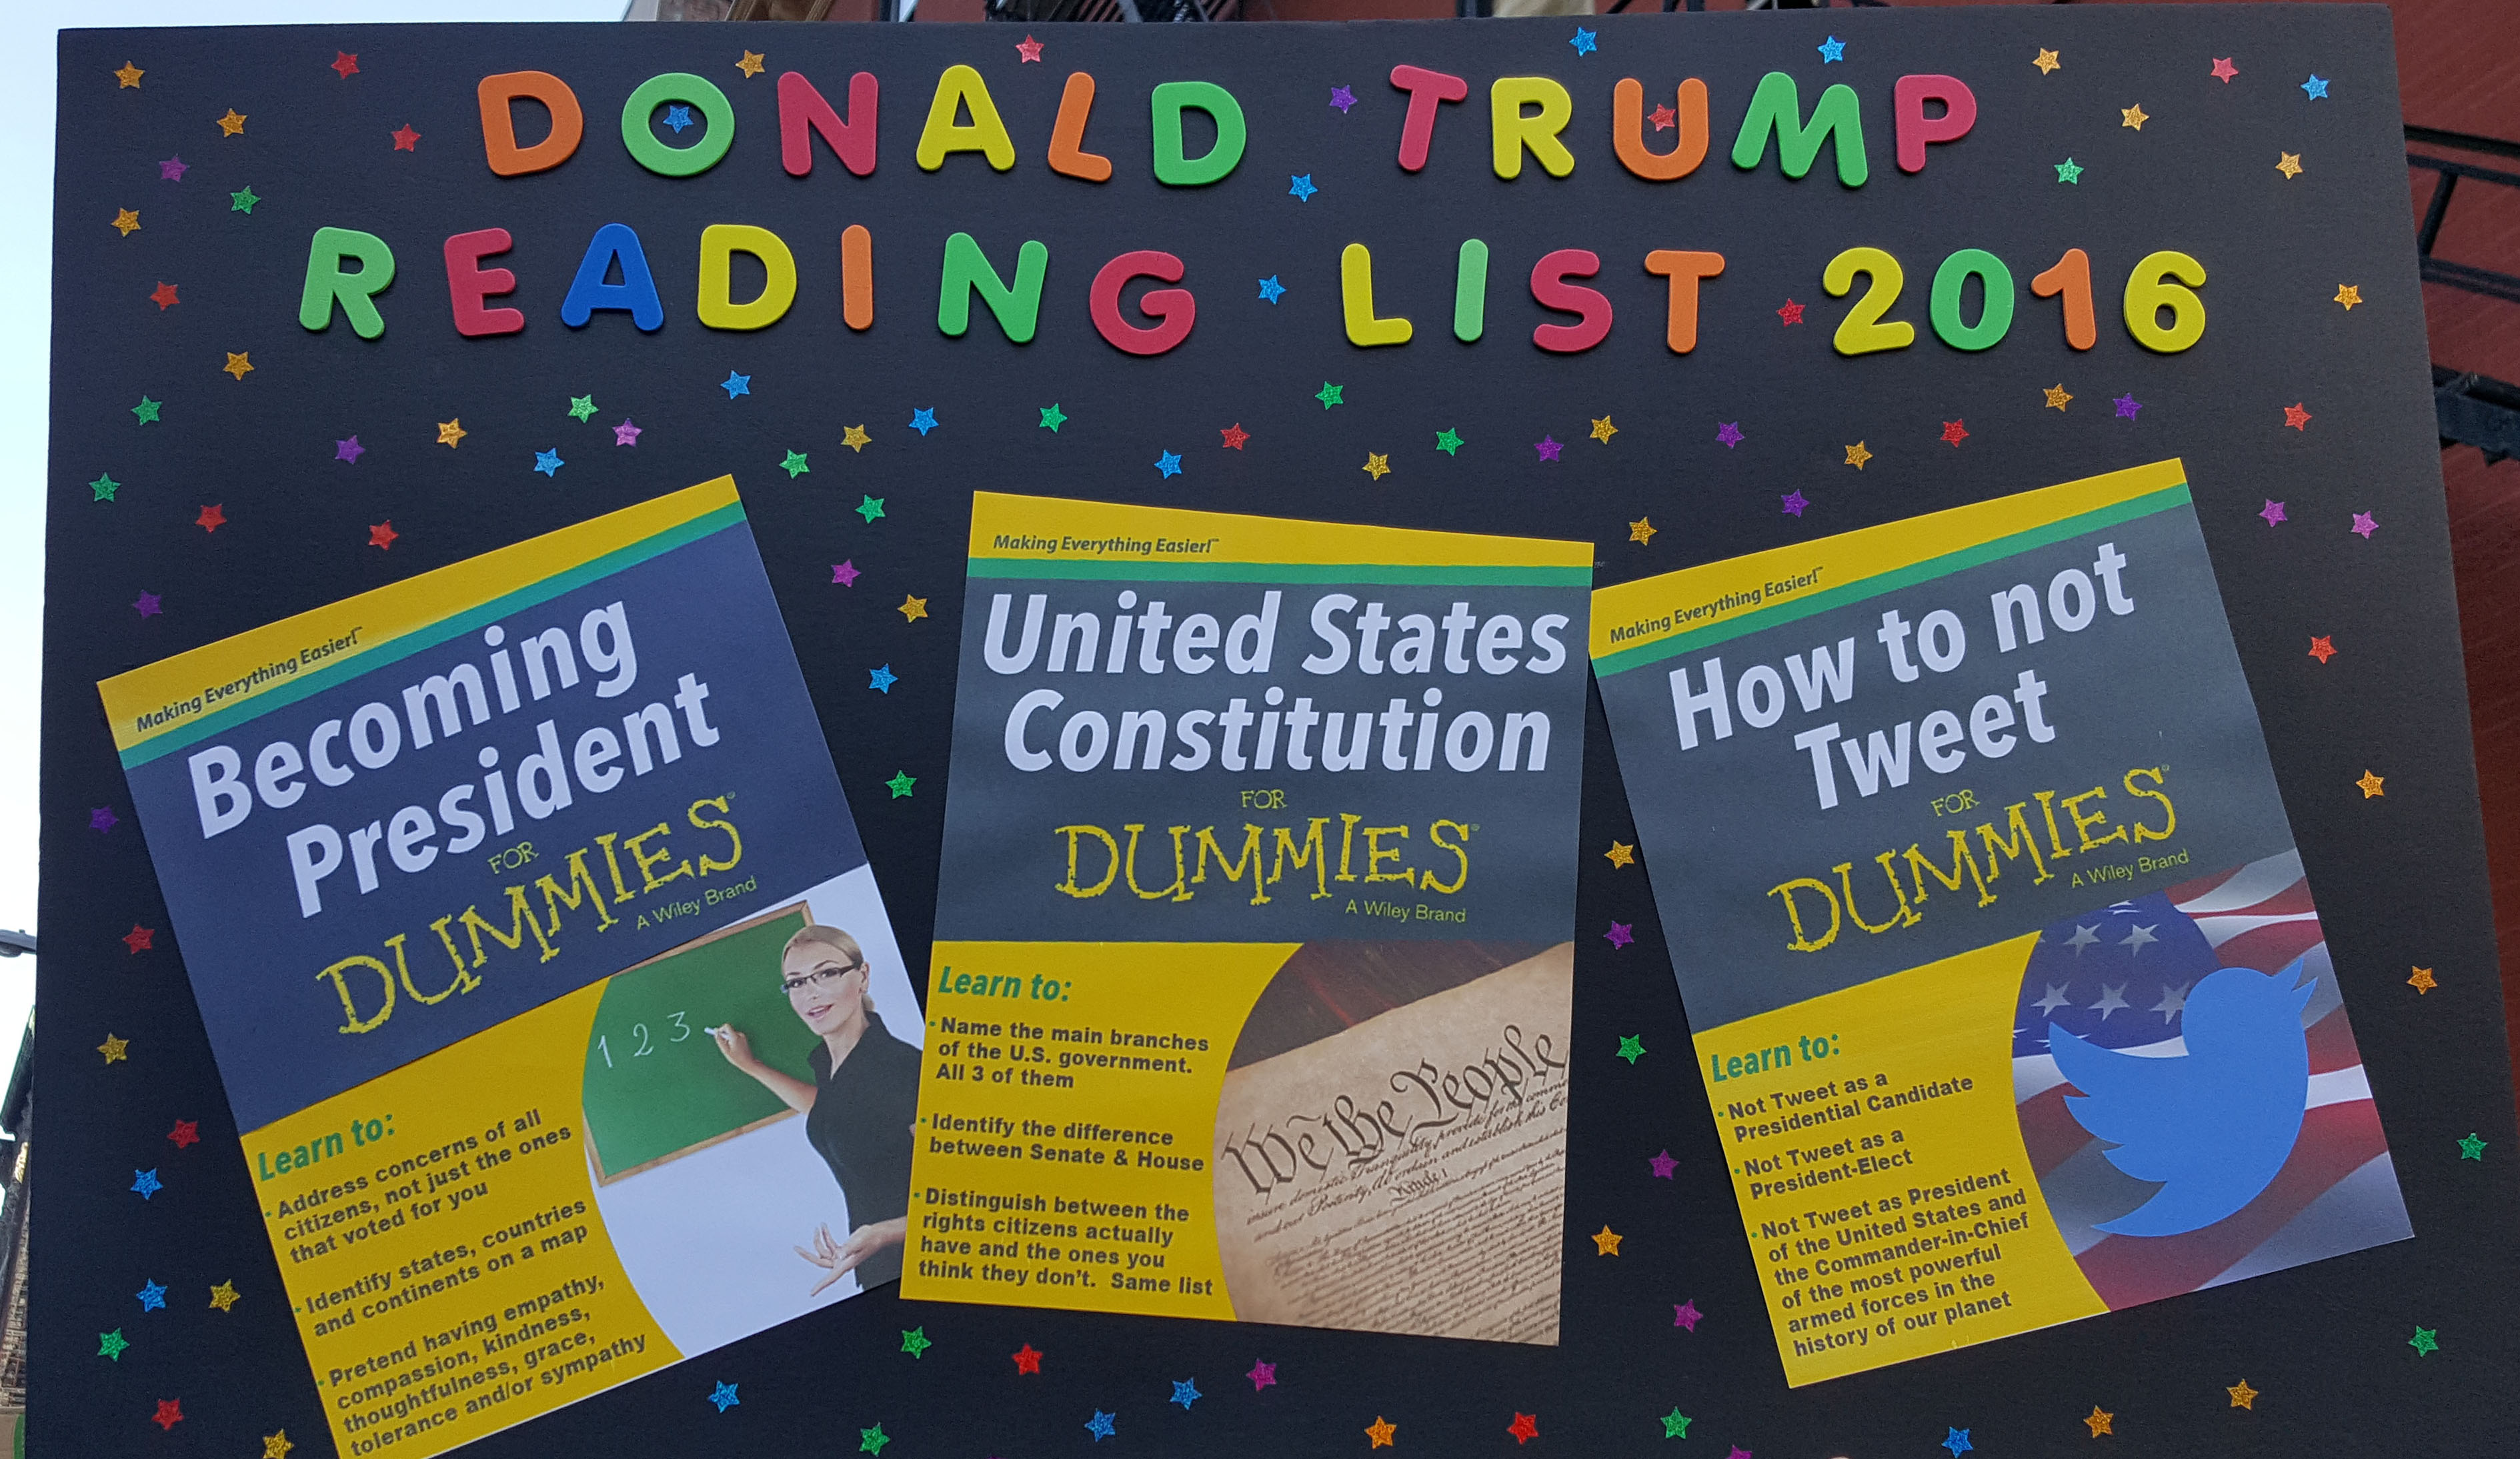 DONALD TRUMP
READING LIST 2016
Making Everything Easier!™
Becoming
President
FOR
DUMMIES®
A Wiley Brand
1 2 3
Learn to:
• Address concerns of all
citizens, not just the ones
that voted for you
• Identify states, countries
and continents on a map
• Pretend having empathy,
compassion, kindness,
thoughtfulness, grace,
tolerance and/or sympathy
Making Everything Easier!™
United States
Constitution
FOR
DUMMIES®
A Wiley Brand
Learn to:
• Name the main branches
of the U.S. government.
All 3 of them
• Identify the difference
between Senate & House
• Distinguish between the
rights citizens actually
have and the ones you
think they don't. Same list
We the People
Article I
Making Everything Easier!™
How to not
Tweet
FOR
DUMMIES®
A Wiley Brand
Learn to:
• Not Tweet as a
Presidential Candidate
• Not Tweet as a
President-Elect
• Not Tweet as President
of the United States and
the Commander-in-Chief
of the most powerful
armed forces in the
history of our planet